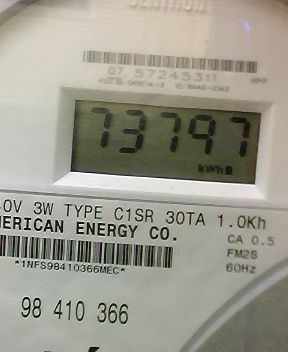 07 57245311
73797
kWh
0V 3W TYPE C1SR 30TA 1.0Kh
MERICAN ENERGY CO.
CA 0.5
FM2S
*1NFS98410366MEC*
60Hz
98 410 366